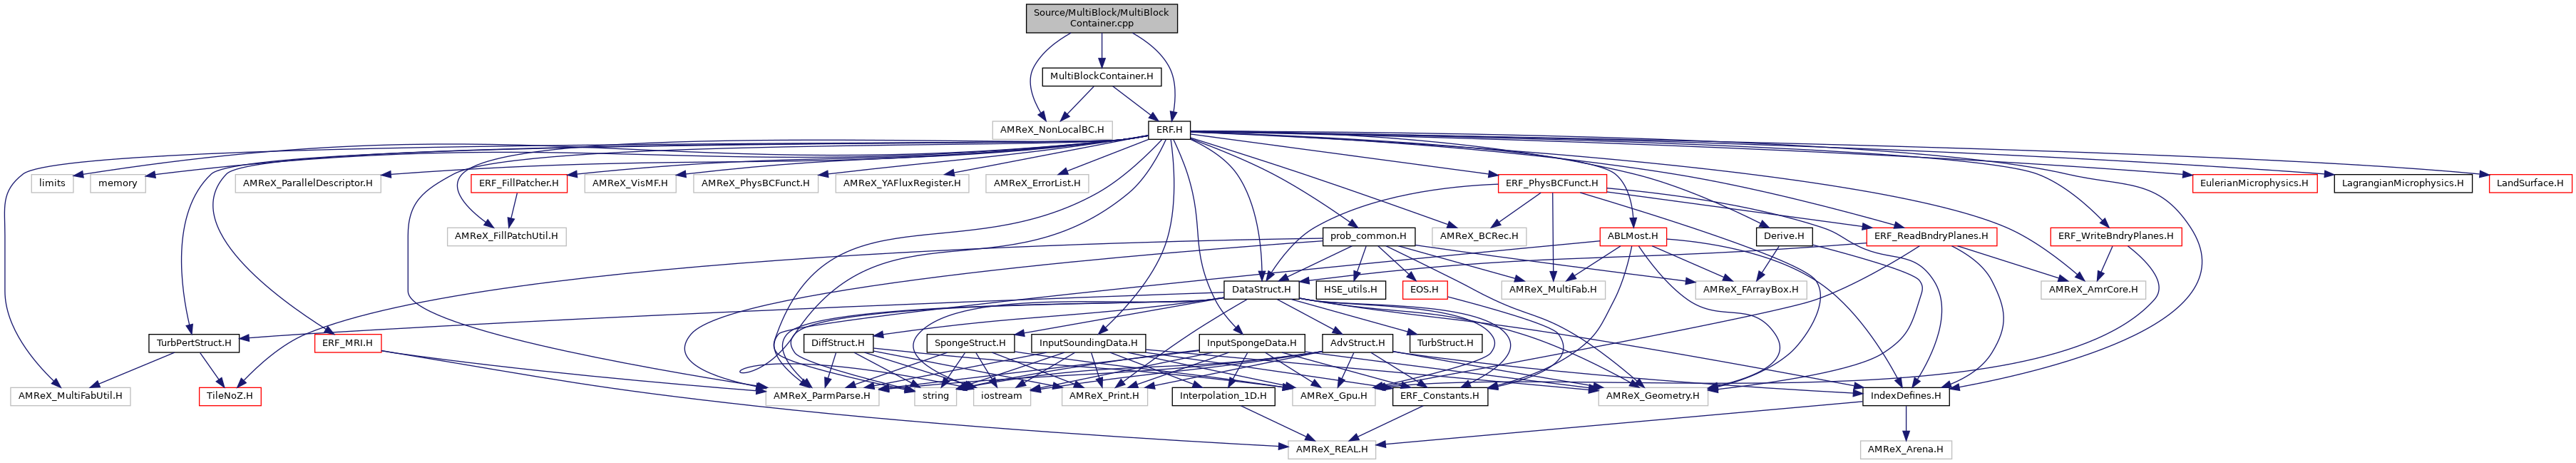 Source/MultiBlock/MultiBlock
Container.cpp
MultiBlockContainer.H
AMReX_NonLocalBC.H
ERF.H
limits
memory
AMReX_ParallelDescriptor.H
ERF_FillPatcher.H
AMReX_VisMF.H
AMReX_PhysBCFunct.H
AMReX_YAFluxRegister.H
AMReX_ErrorList.H
ERF_PhysBCFunct.H
EulerianMicrophysics.H
LagrangianMicrophysics.H
LandSurface.H
AMReX_FillPatchUtil.H
prob_common.H
AMReX_BCRec.H
ABLMost.H
Derive.H
ERF_ReadBndryPlanes.H
ERF_WriteBndryPlanes.H
DataStruct.H
HSE_utils.H
EOS.H
AMReX_MultiFab.H
AMReX_FArrayBox.H
AMReX_AmrCore.H
TurbPertStruct.H
ERF_MRI.H
DiffStruct.H
SpongeStruct.H
InputSoundingData.H
InputSpongeData.H
AdvStruct.H
TurbStruct.H
AMReX_MultiFabUtil.H
TileNoZ.H
AMReX_ParmParse.H
string
iostream
AMReX_Print.H
Interpolation_1D.H
AMReX_Gpu.H
ERF_Constants.H
AMReX_Geometry.H
IndexDefines.H
AMReX_REAL.H
AMReX_Arena.H